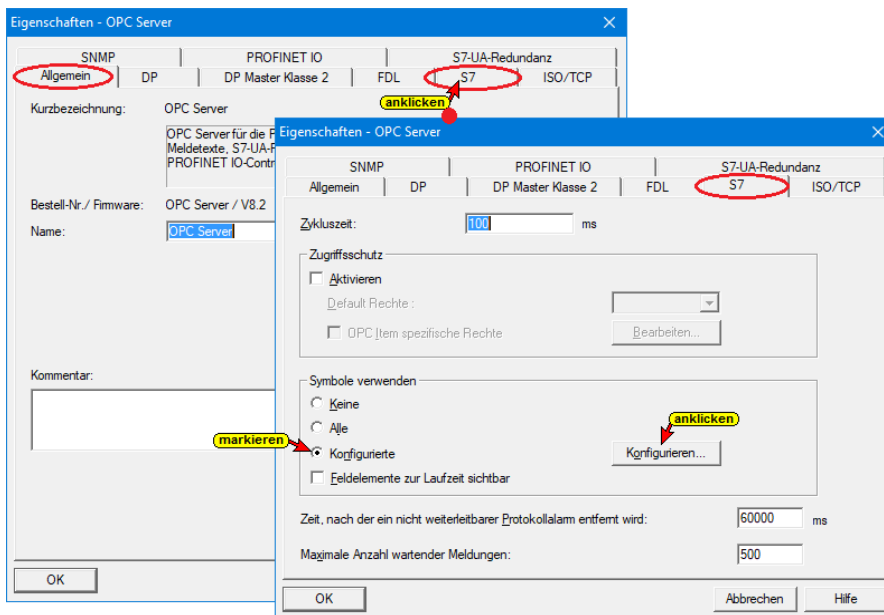 Eigenschaften - OPC Server
SNMP PROFINET IO S7-UA-Redundanz
Allgemein DP DP Master Klasse 2 FDL S7 ISO/TCP
anklicken
Kurzbezeichnung: OPC Server
OPC Server für die
Meldetexte, S7-UA-
PROFINET IO-Contr
Bestell-Nr./ Firmware: OPC Server / V8.2
Name: OPC Server
Kommentar:
OK
Eigenschaften - OPC Server
SNMP PROFINET IO S7-UA-Redundanz
Allgemein DP DP Master Klasse 2 FDL S7 ISO/TCP
Zykluszeit: 100 ms
Zugriffsschutz
Aktivieren
Default Rechte :
OPC Item spezifische Rechte Bearbeiten...
Symbole verwenden
Keine
Alle
anklicken
markieren
Konfigurierte Konfigurieren...
Feldelemente zur Laufzeit sichtbar
Zeit, nach der ein nicht weiterleitbarer Protokollalarm entfernt wird: 60000 ms
Maximale Anzahl wartender Meldungen: 500
OK Abbrechen Hilfe